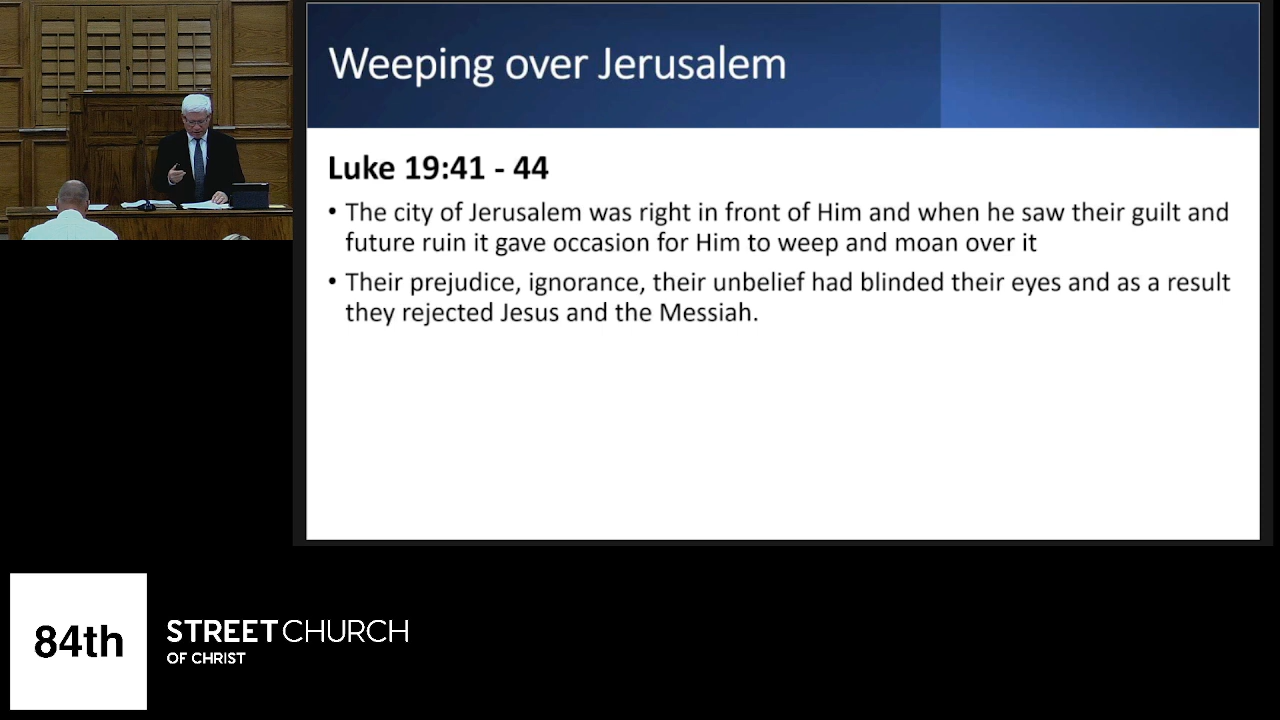 Weeping over Jerusalem
Luke 19:41 - 44
• The city of Jerusalem was right in front of Him and when he saw their guilt and
future ruin it gave occasion for Him to weep and moan over it
• Their prejudice, ignorance, their unbelief had blinded their eyes and as a result
they rejected Jesus and the Messiah.
84th
STREET CHURCH
OF CHRIST